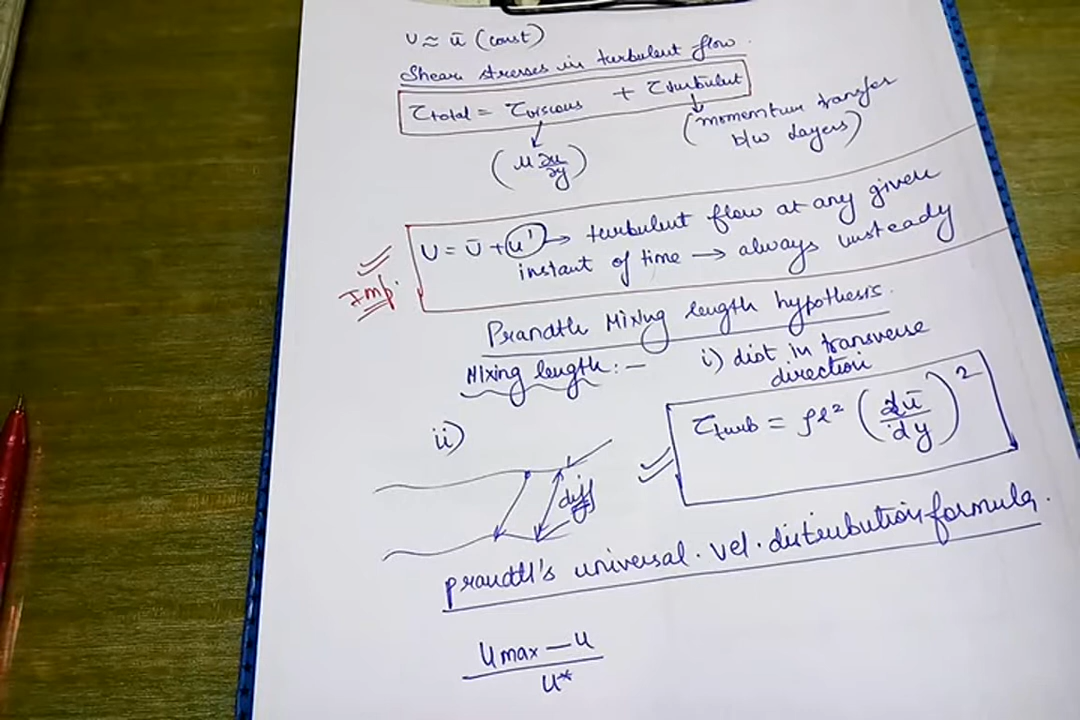 U ≈ ū (const)
Shear stresses in turbulent flow.
τtotal = τviscous + τturbulent
(μ ∂u/∂y)
(momentum transfer
b/w layers)
U = ū + u' → turbulent flow at any given
instant of time → always unsteady
Imp.
Prandtls Mixing length hypothesis.
Mixing length :— i) dist in transverse
direction
τturb = ρl² (dū/dy)²
ii)
diff
prandtl's universal. vel. distribution formula.
Umax — u / u*